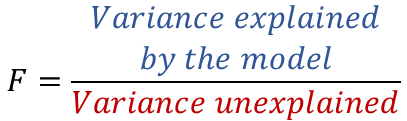 Variance explained
by the model
F =
Variance unexplained